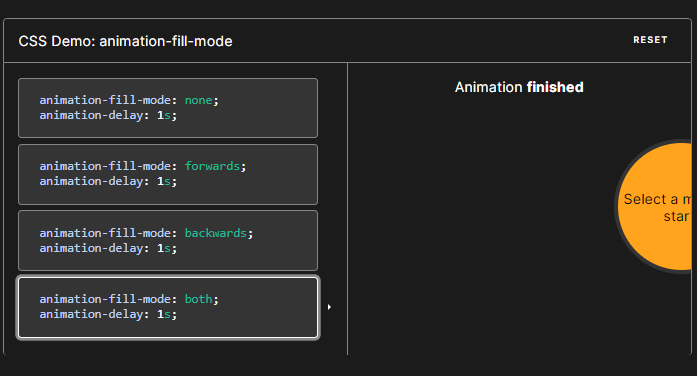 CSS Demo: animation-fill-mode
RESET
animation-fill-mode: none;
animation-delay: 1s;
animation-fill-mode: forwards;
animation-delay: 1s;
animation-fill-mode: backwards;
animation-delay: 1s;
animation-fill-mode: both;
animation-delay: 1s;
Animation finished
Select a m
star